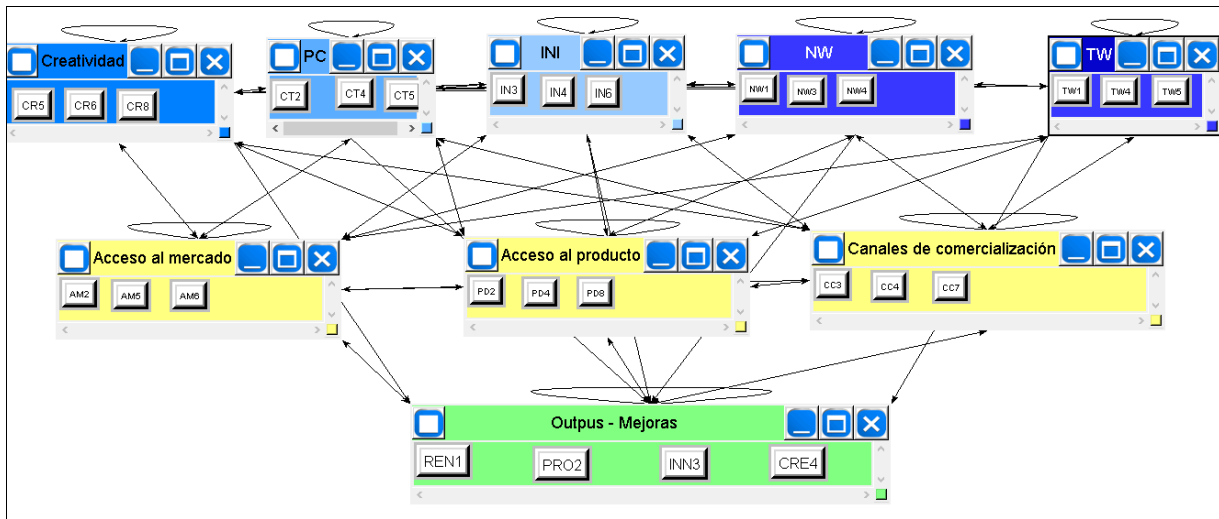 Creatividad
PC
INI
NW
TW
CR5 CR6 CR8
CT2 CT4 CT5
IN3 IN4 IN6
NW1 NW3 NW4
TW1 TW4 TW5
Acceso al mercado
Acceso al producto
Canales de comercialización
AM2 AM5 AM6
PD2 PD4 PD8
CC3 CC4 CC7
Outpus - Mejoras
REN1 PRO2 INN3 CRE4